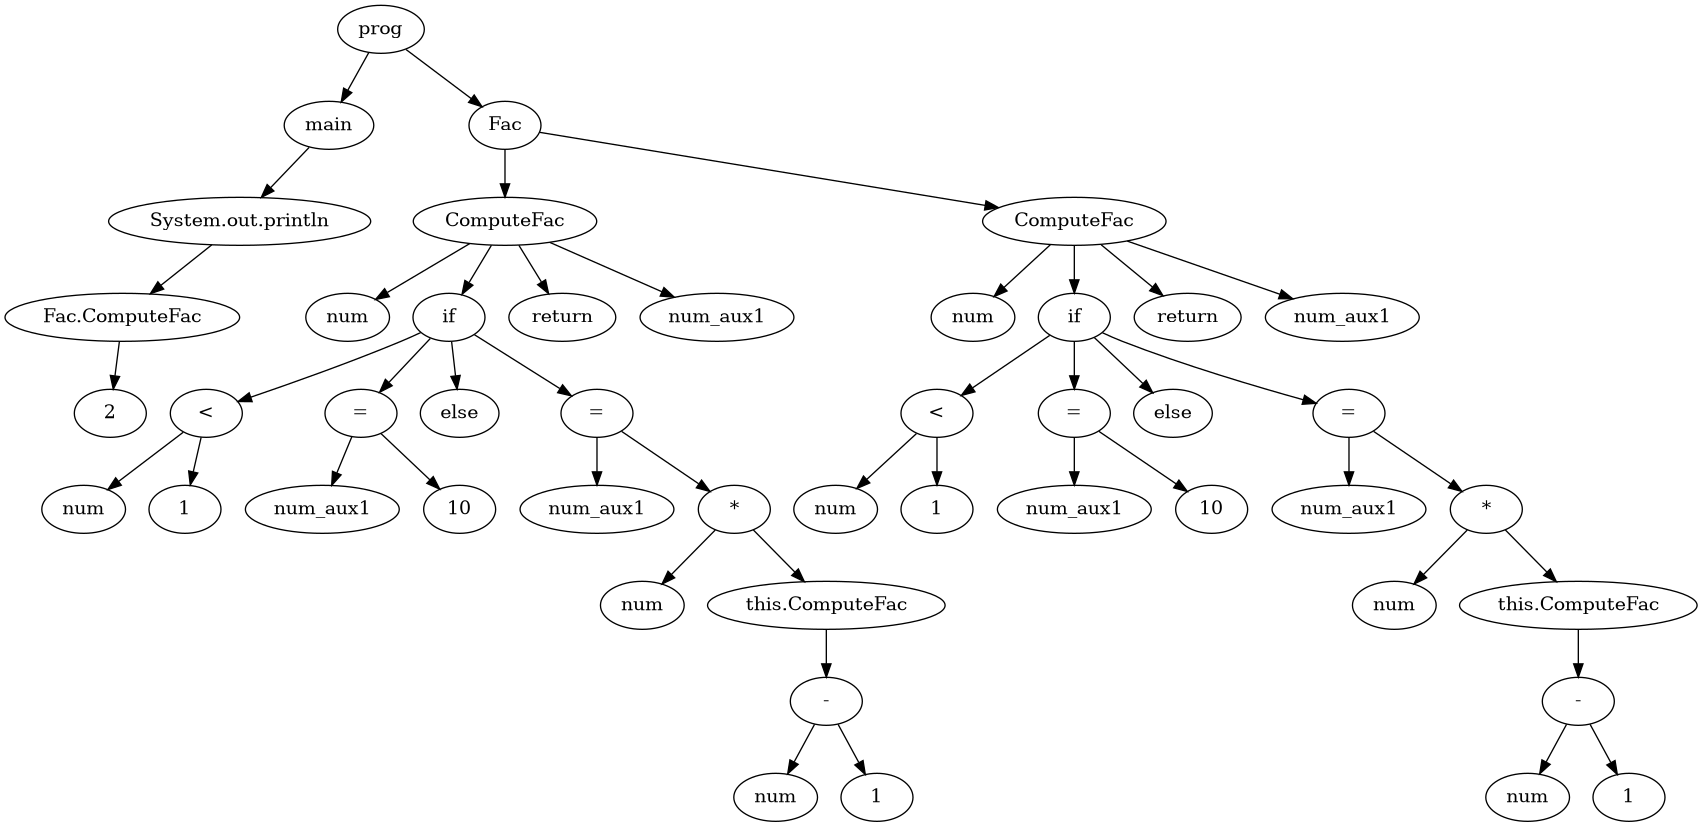 prog
main Fac
System.out.println ComputeFac ComputeFac
Fac.ComputeFac num if return num_aux1 num if return num_aux1
2 < = else = < = else =
num 1 num_aux1 10 num_aux1 * num 1 num_aux1 10 num_aux1 *
num this.ComputeFac num this.ComputeFac
- -
num 1 num 1